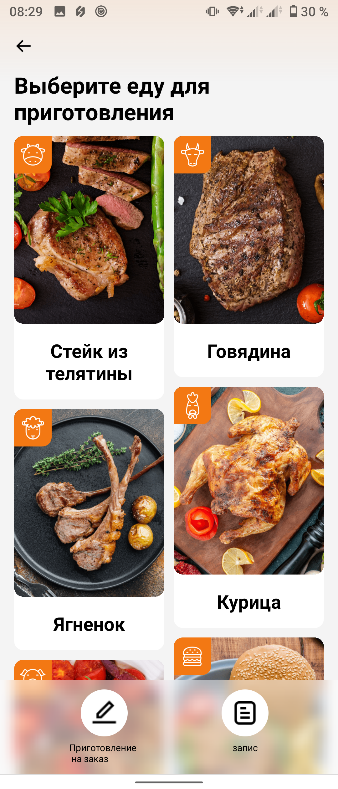 08:29
30 %
Выберите еду для
приготовления
Стейк из
телятины
Говядина
Ягненок
Курица
Приготовление
на заказ
запис